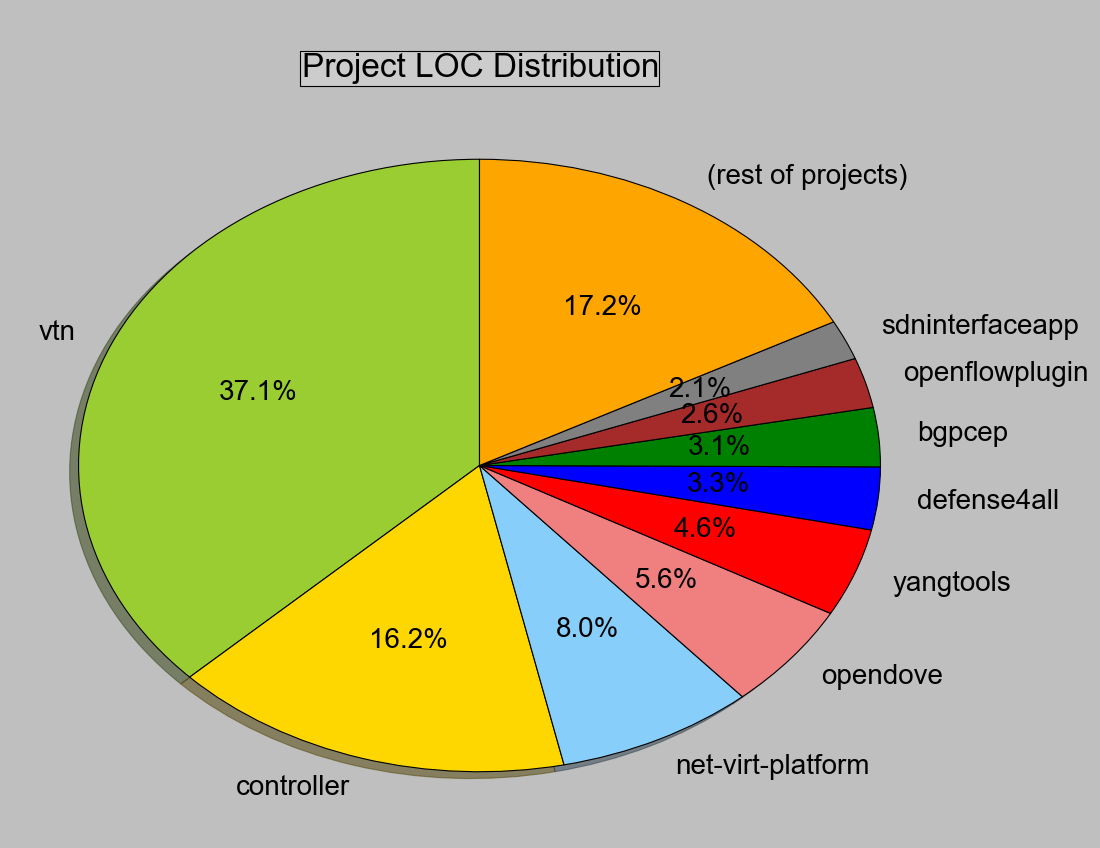 Project LOC Distribution
(rest of projects)
17.2%
sdninterfaceapp
2.1%
openflowplugin
2.6%
bgpcep
3.1%
defense4all
3.3%
yangtools
4.6%
opendove
5.6%
net-virt-platform
8.0%
controller
16.2%
vtn
37.1%